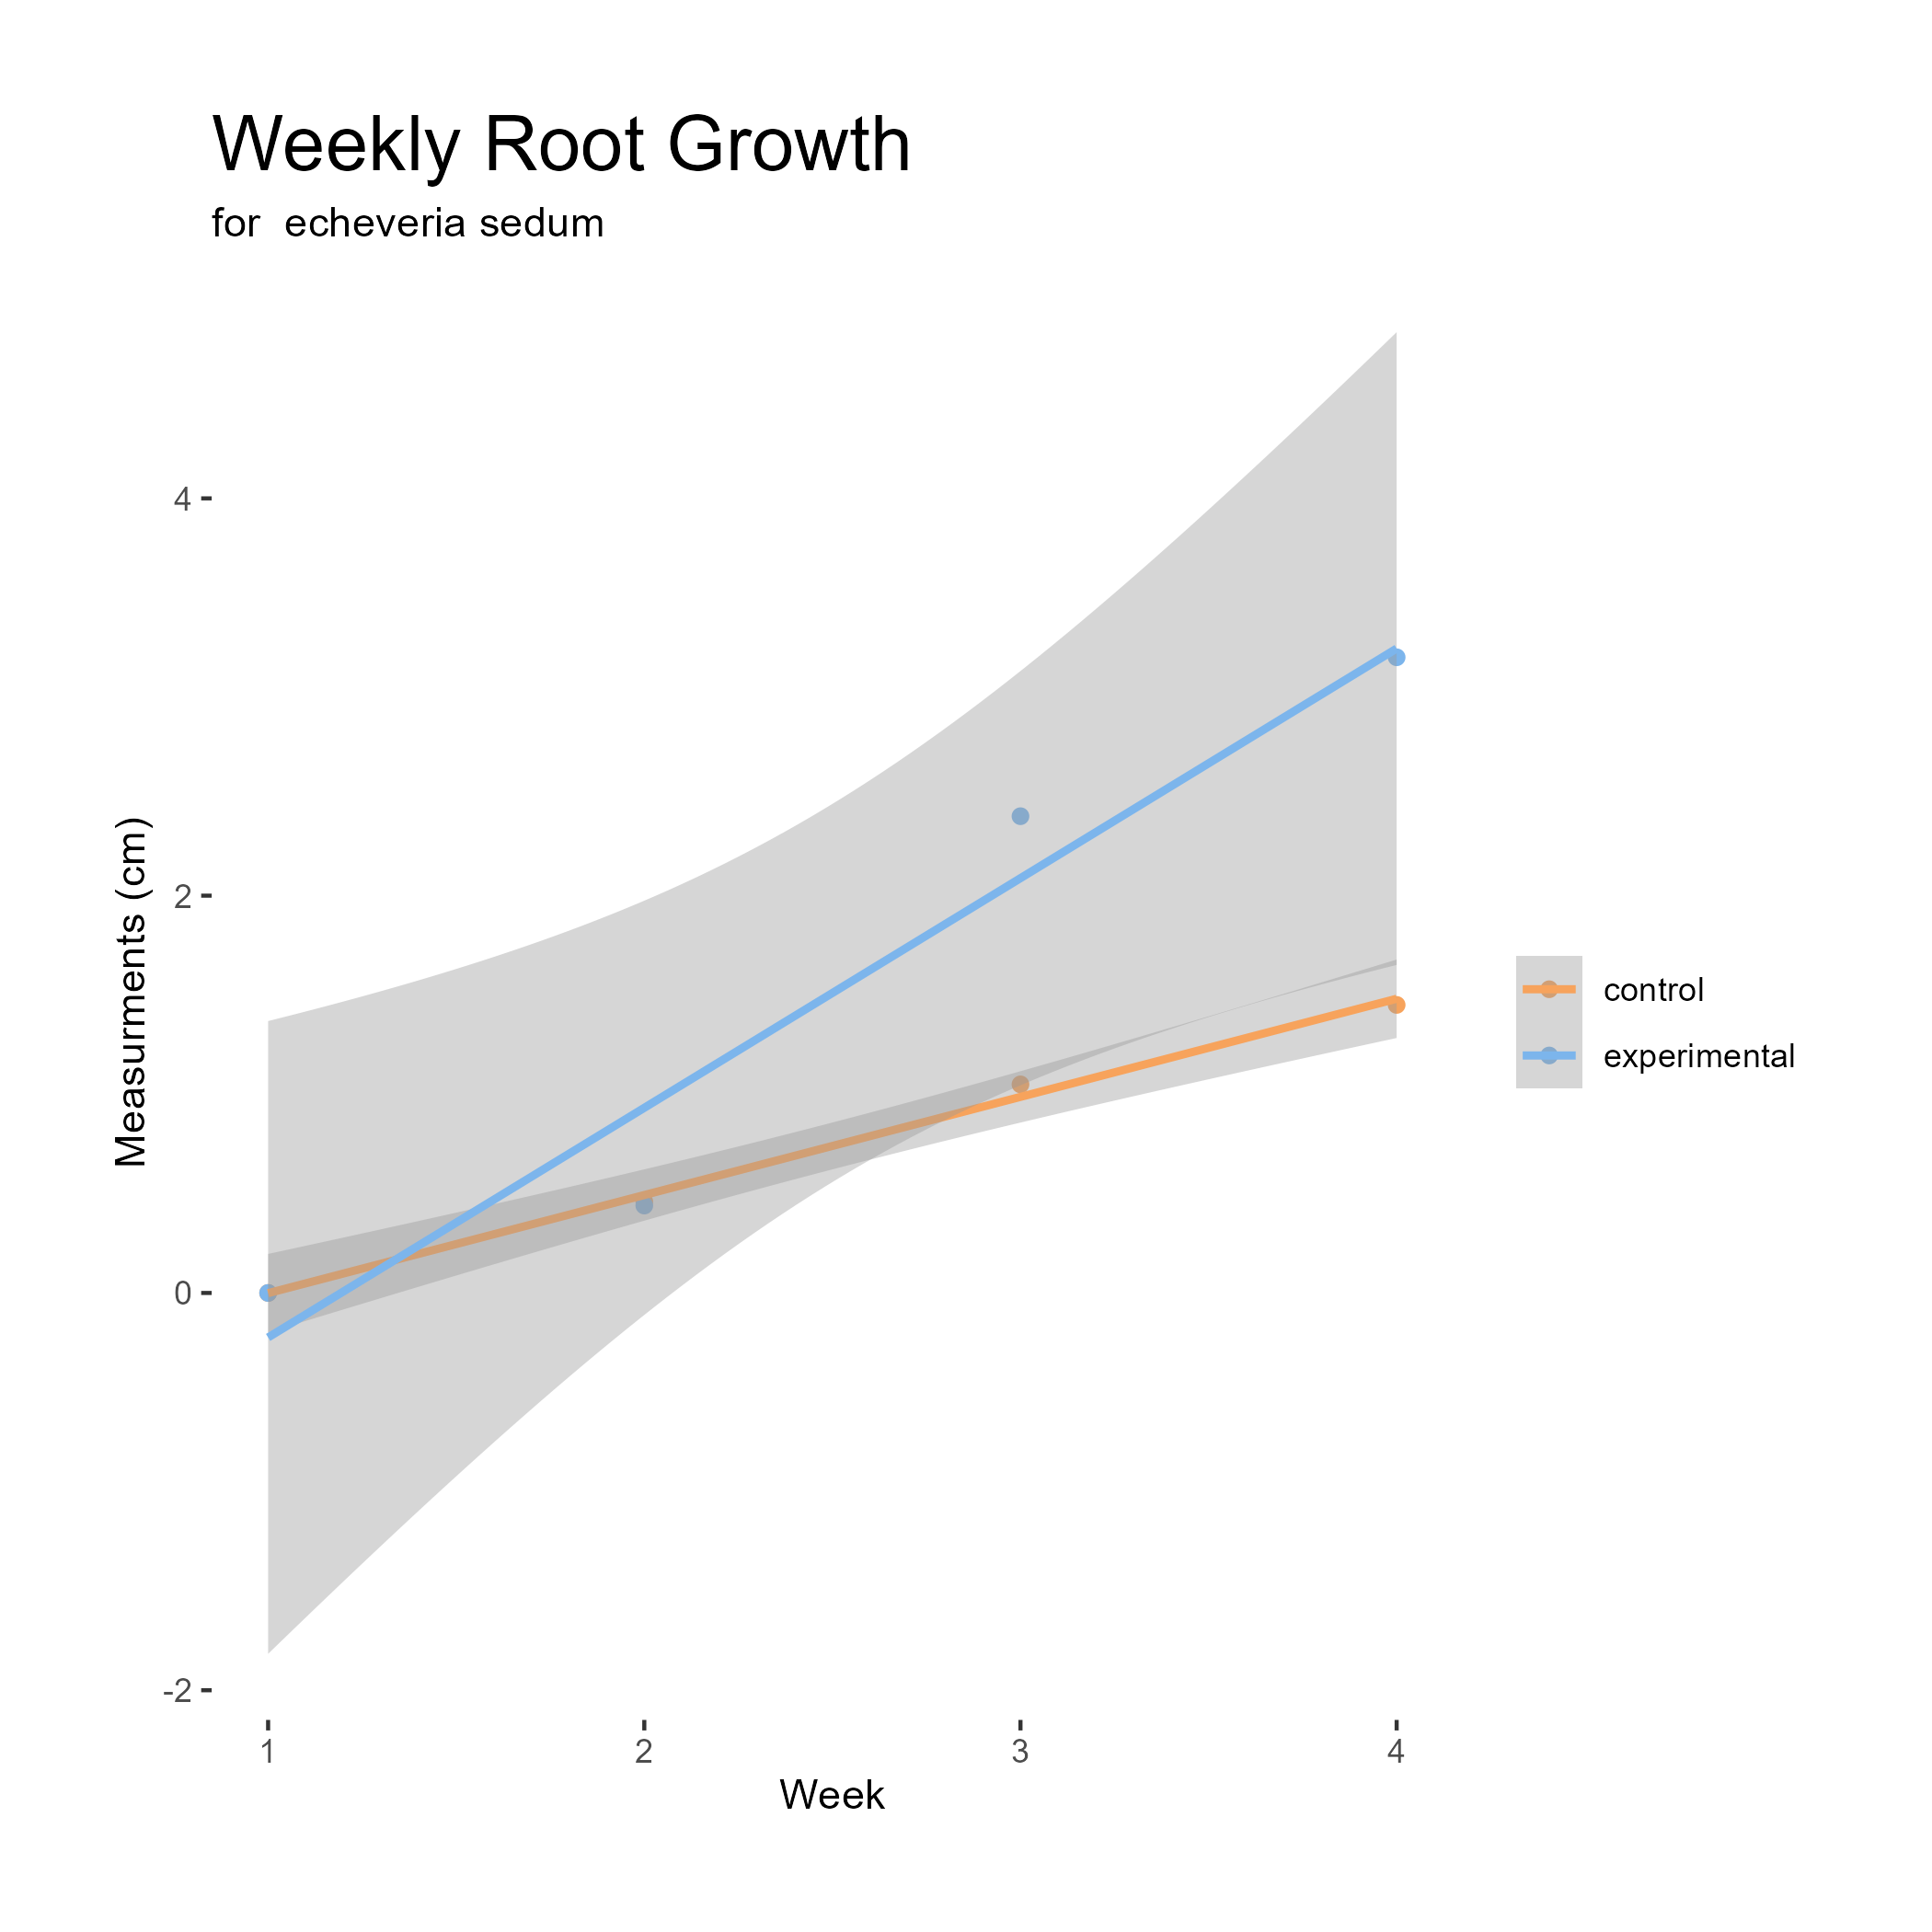 Weekly Root Growth
for  echeveria sedum
Measurments (cm)
4
2
0
-2
1
2
3
4
Week
control
experimental